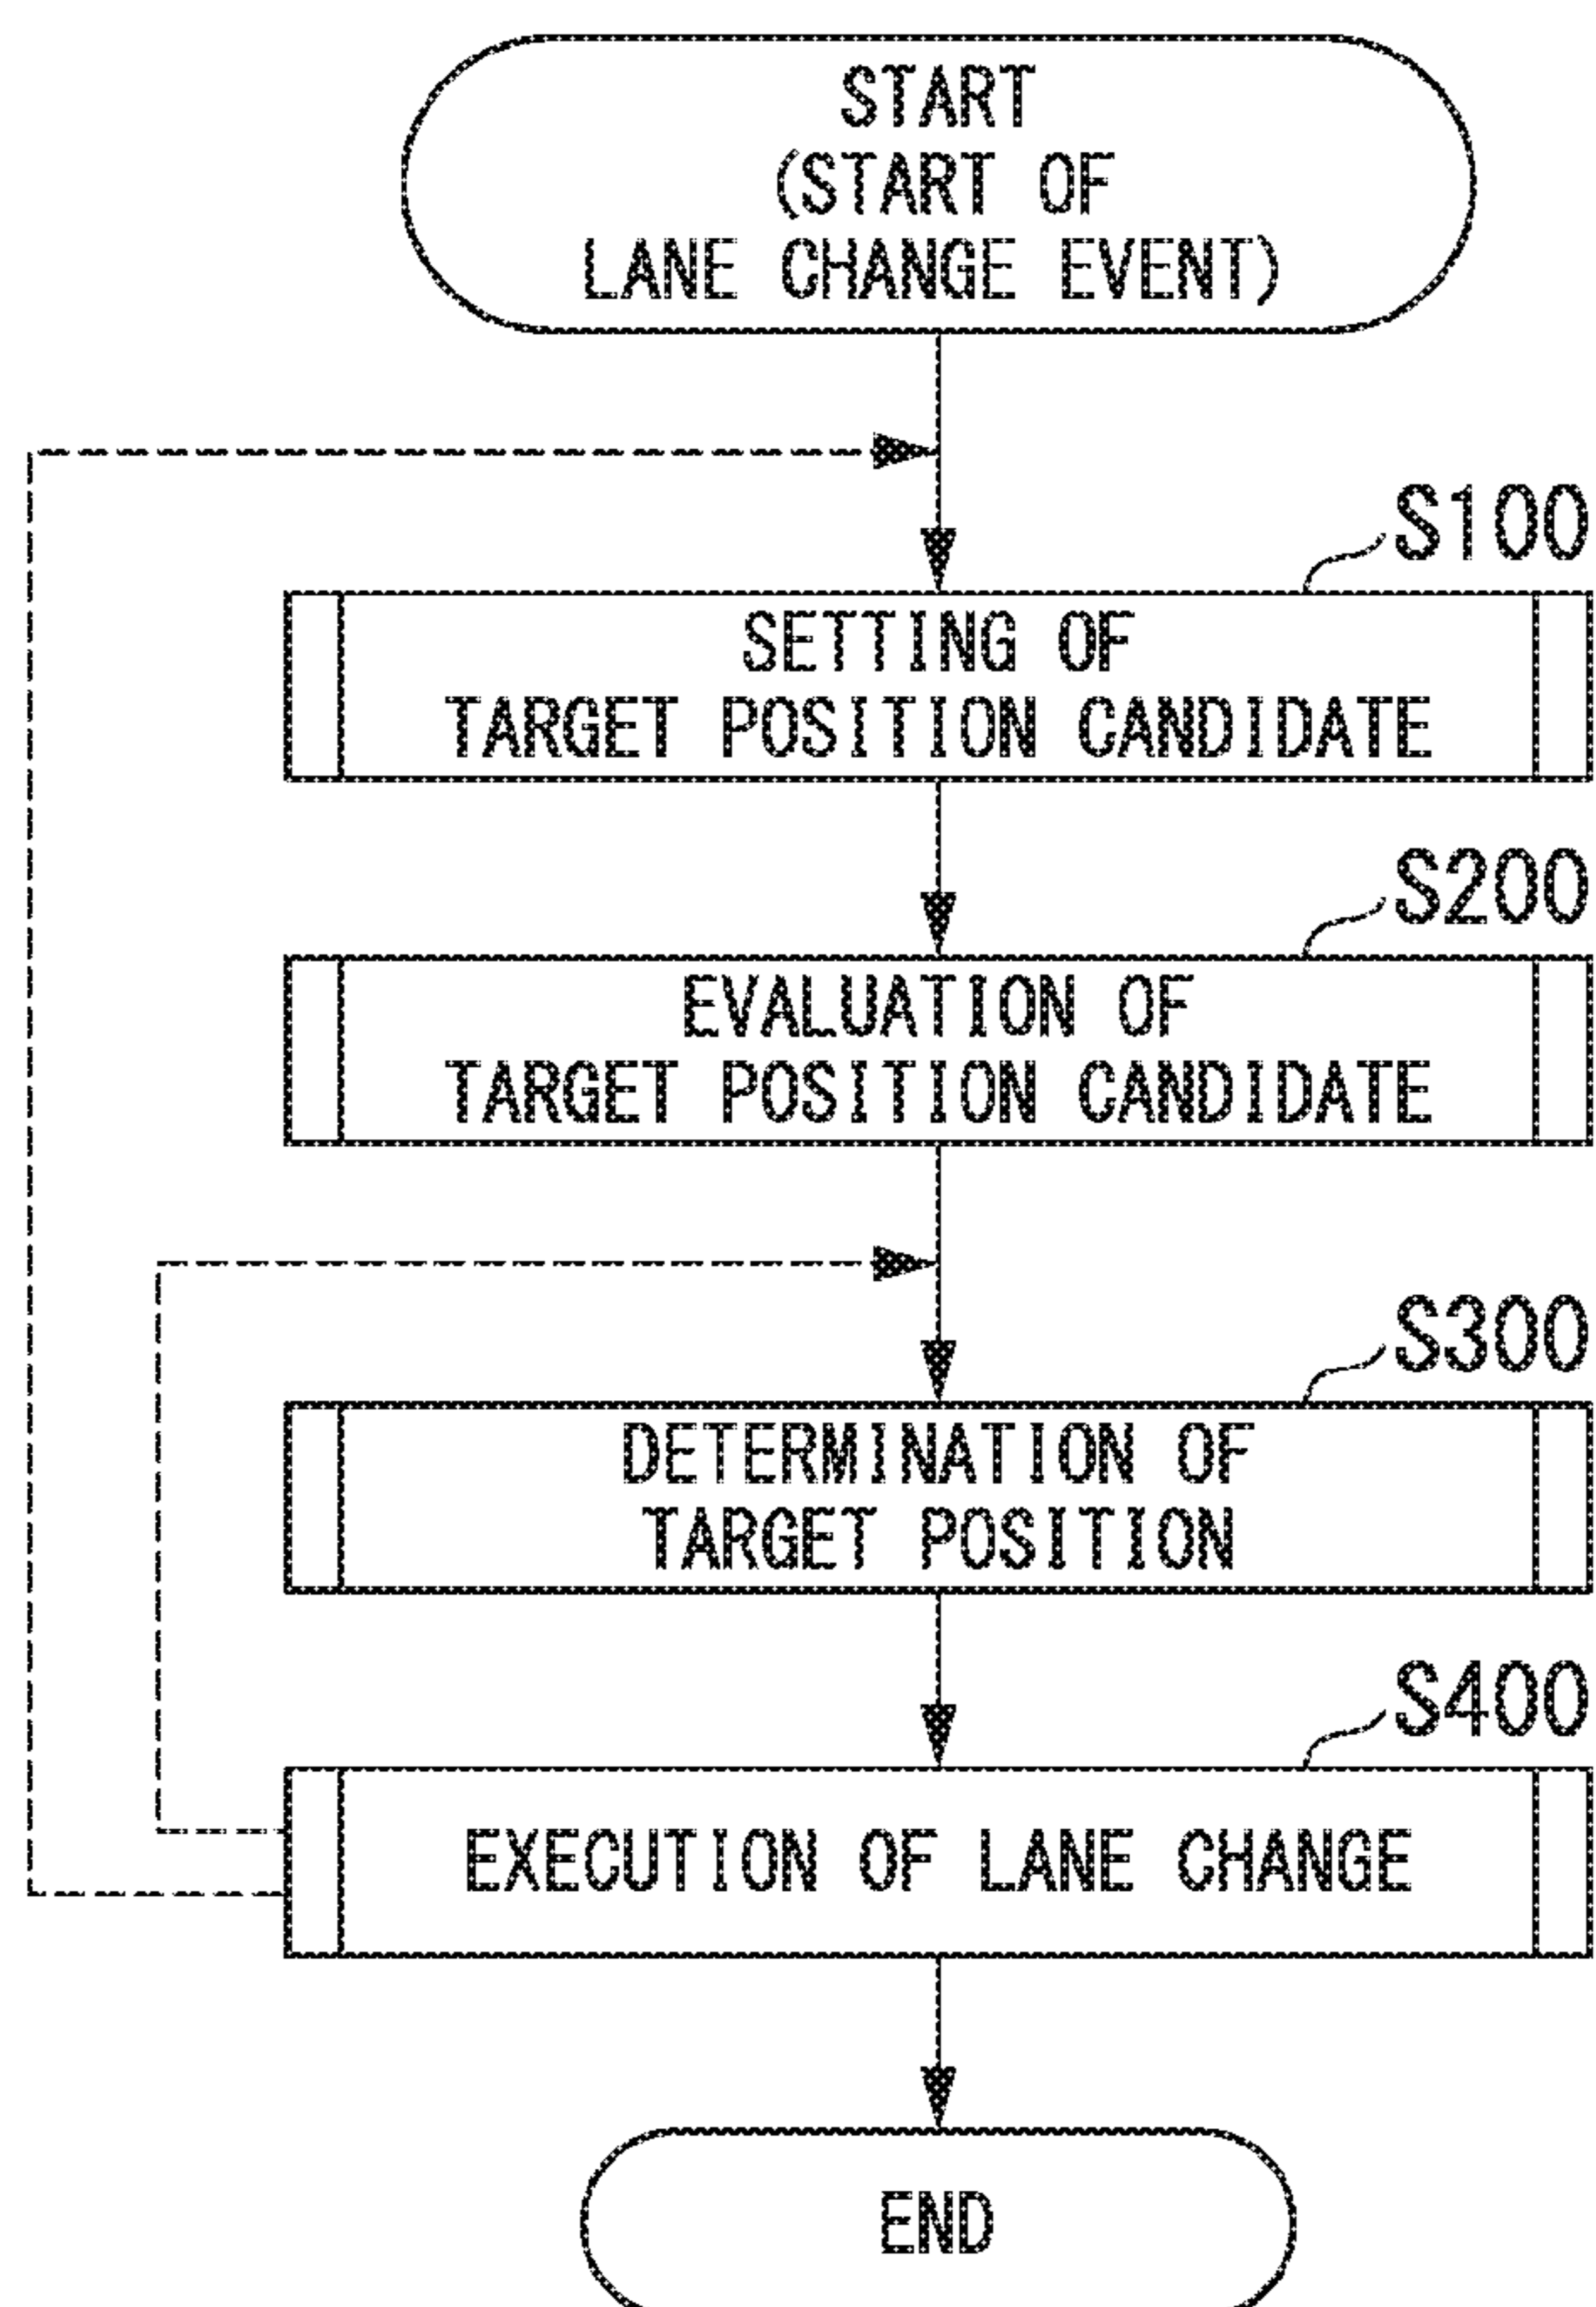 START
(START OF
LANE CHANGE EVENT)
S100
SETTING OF
TARGET POSITION CANDIDATE
S200
EVALUATION OF
TARGET POSITION CANDIDATE
S300
DETERMINATION OF
TARGET POSITION
S400
EXECUTION OF LANE CHANGE
END